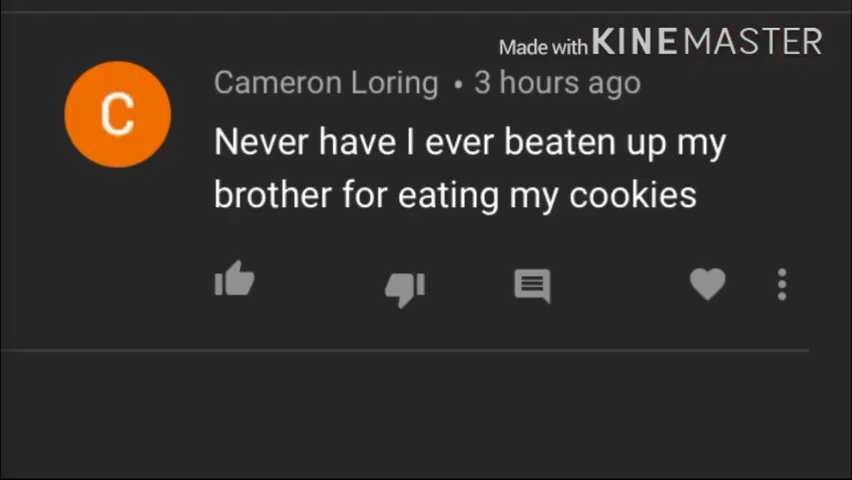 Made with KINEMASTER
Cameron Loring • 3 hours ago
C
Never have I ever beaten up my
brother for eating my cookies